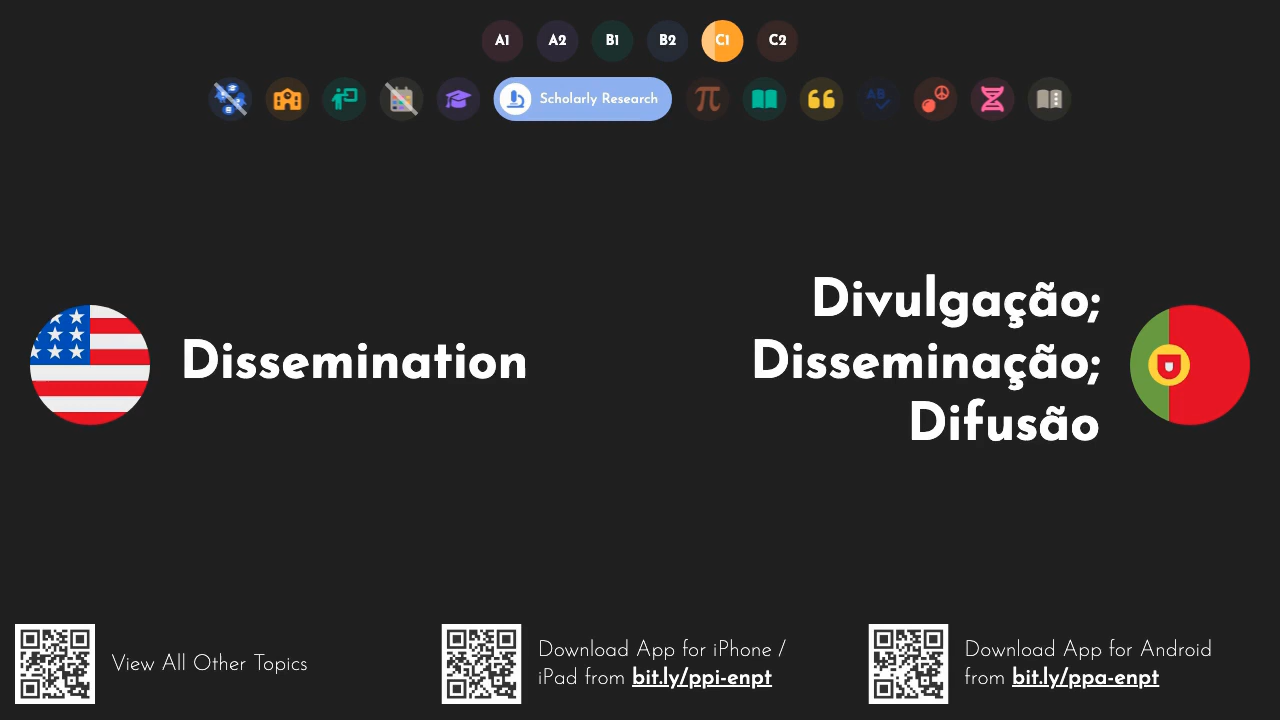 A1 A2 B1 B2 C1 C2
Scholarly Research
Dissemination
Divulgação;
Disseminação;
Difusão
View All Other Topics
Download App for iPhone /
iPad from bit.ly/ppi-enpt
Download App for Android
from bit.ly/ppa-enpt